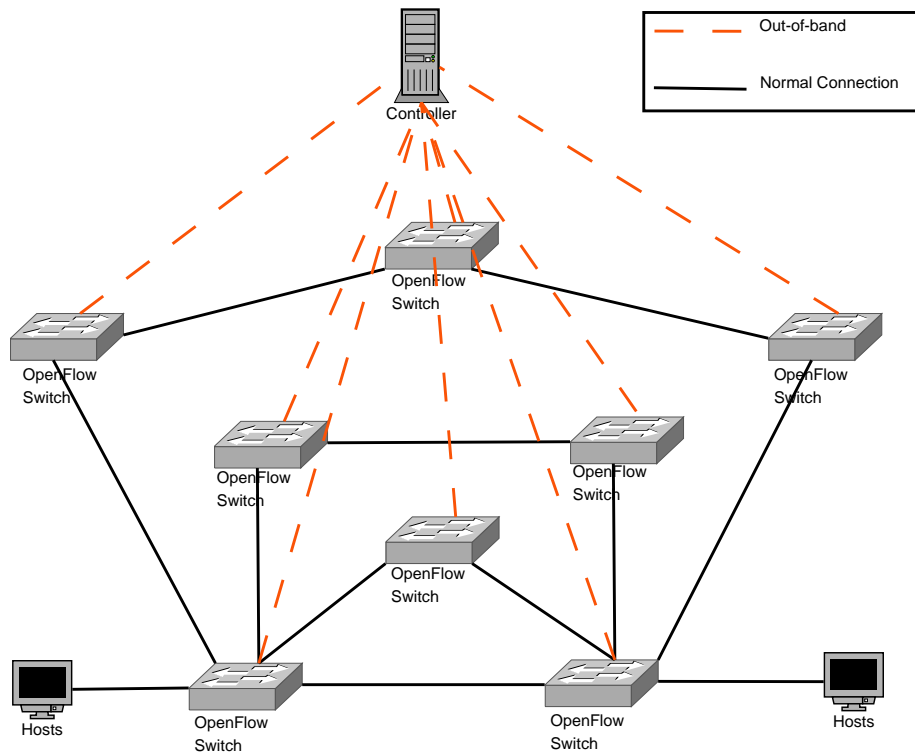 Out-of-band
Normal Connection
Controller
OpenFlow
Switch
OpenFlow
Switch
OpenFlow
Switch
OpenFlow
Switch
OpenFlow
Switch
OpenFlow
Switch
Hosts
OpenFlow
Switch
OpenFlow
Switch
Hosts